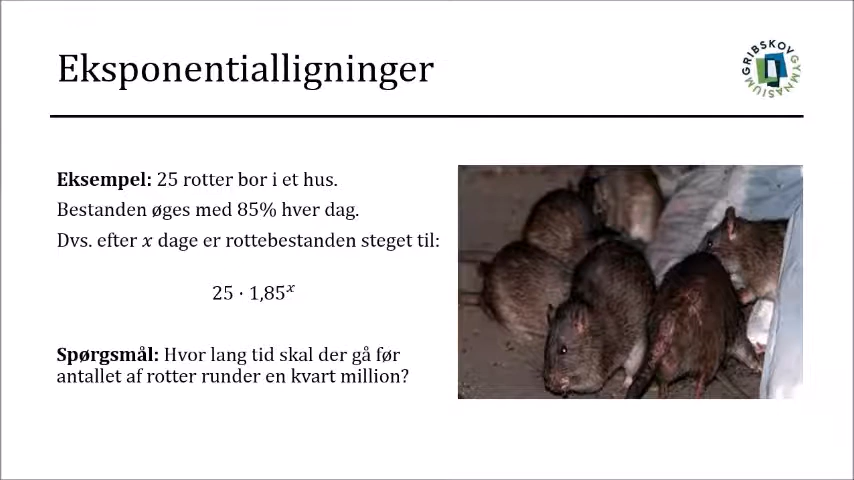 Eksponentialligninger
GRIBSKOV GYMNASIUM
Eksempel: 25 rotter bor i et hus.
Bestanden øges med 85% hver dag.
Dvs. efter x dage er rottebestanden steget til:
25 · 1,85ˣ
Spørgsmål: Hvor lang tid skal der gå før
antallet af rotter runder en kvart million?